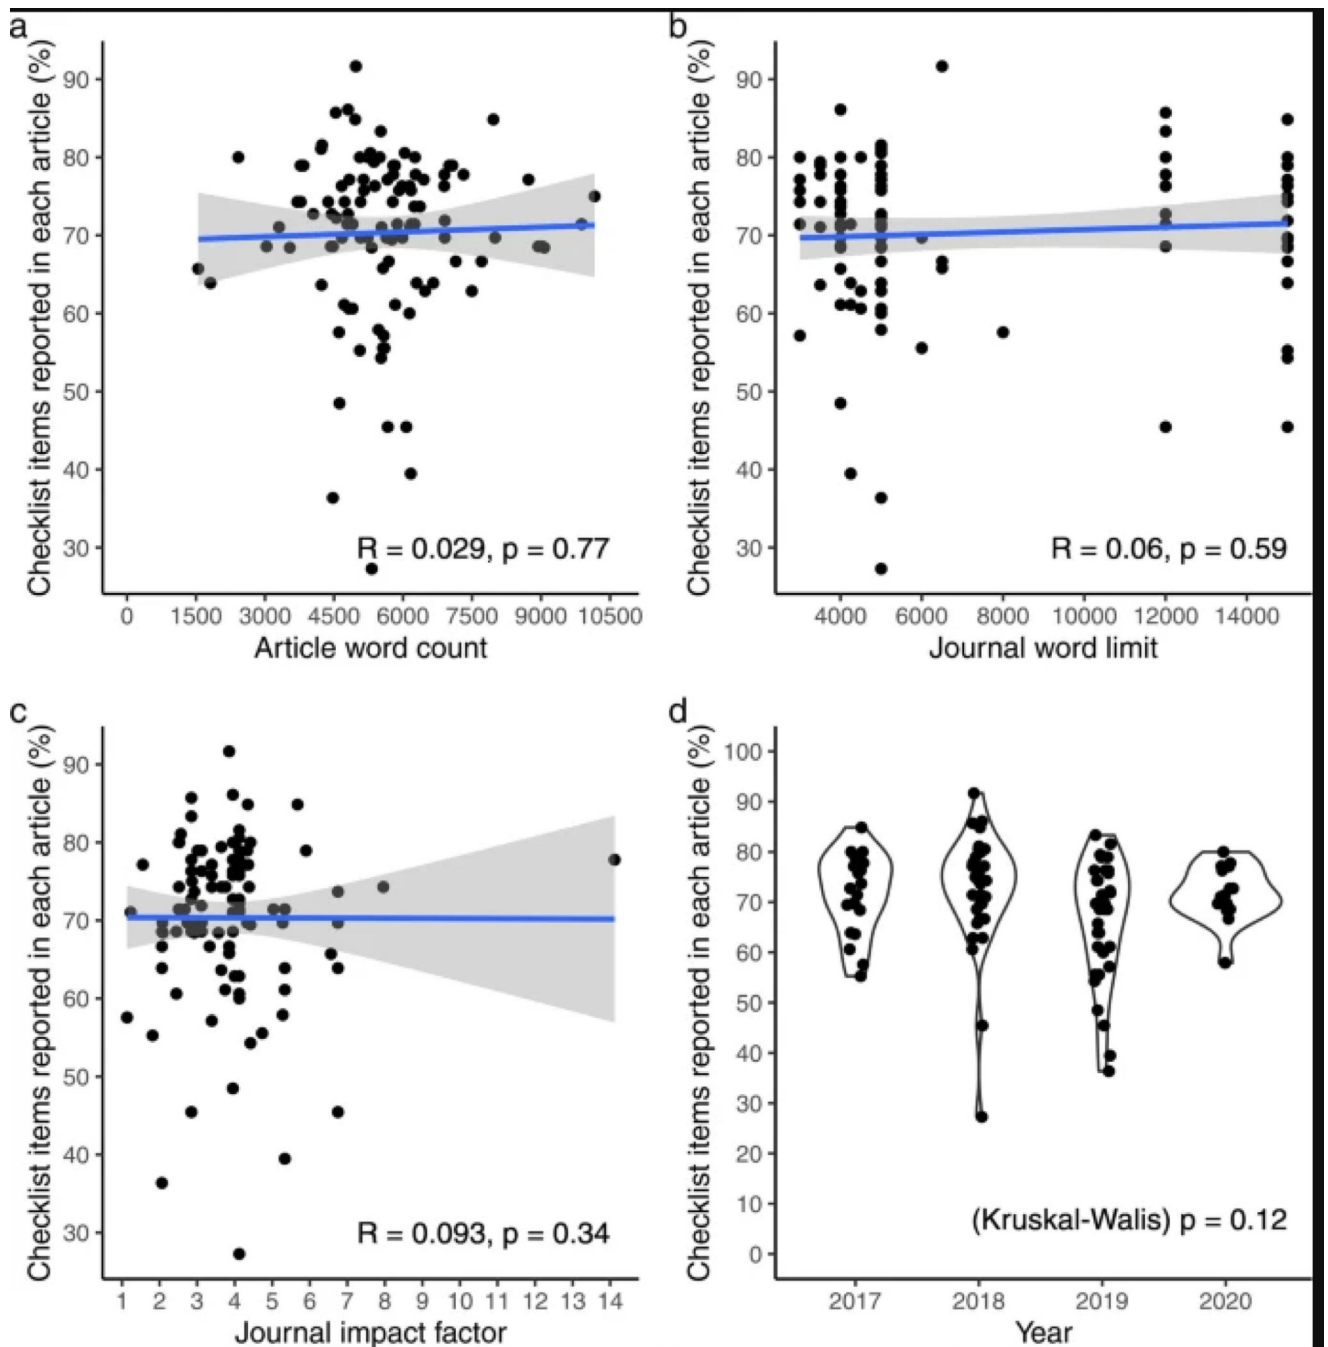 a
Checklist items reported in each article (%)
90
80
70
60
50
40
30
R = 0.029, p = 0.77
0 1500 3000 4500 6000 7500 9000 10500
Article word count
b
Checklist items reported in each article (%)
90
80
70
60
50
40
30
R = 0.06, p = 0.59
4000 6000 8000 10000 12000 14000
Journal word limit
c
Checklist items reported in each article (%)
90
80
70
60
50
40
30
R = 0.093, p = 0.34
1 2 3 4 5 6 7 8 9 10 11 12 13 14
Journal impact factor
d
Checklist items reported in each article (%)
100
90
80
70
60
50
40
30
20
10
0
(Kruskal-Walis) p = 0.12
2017 2018 2019 2020
Year